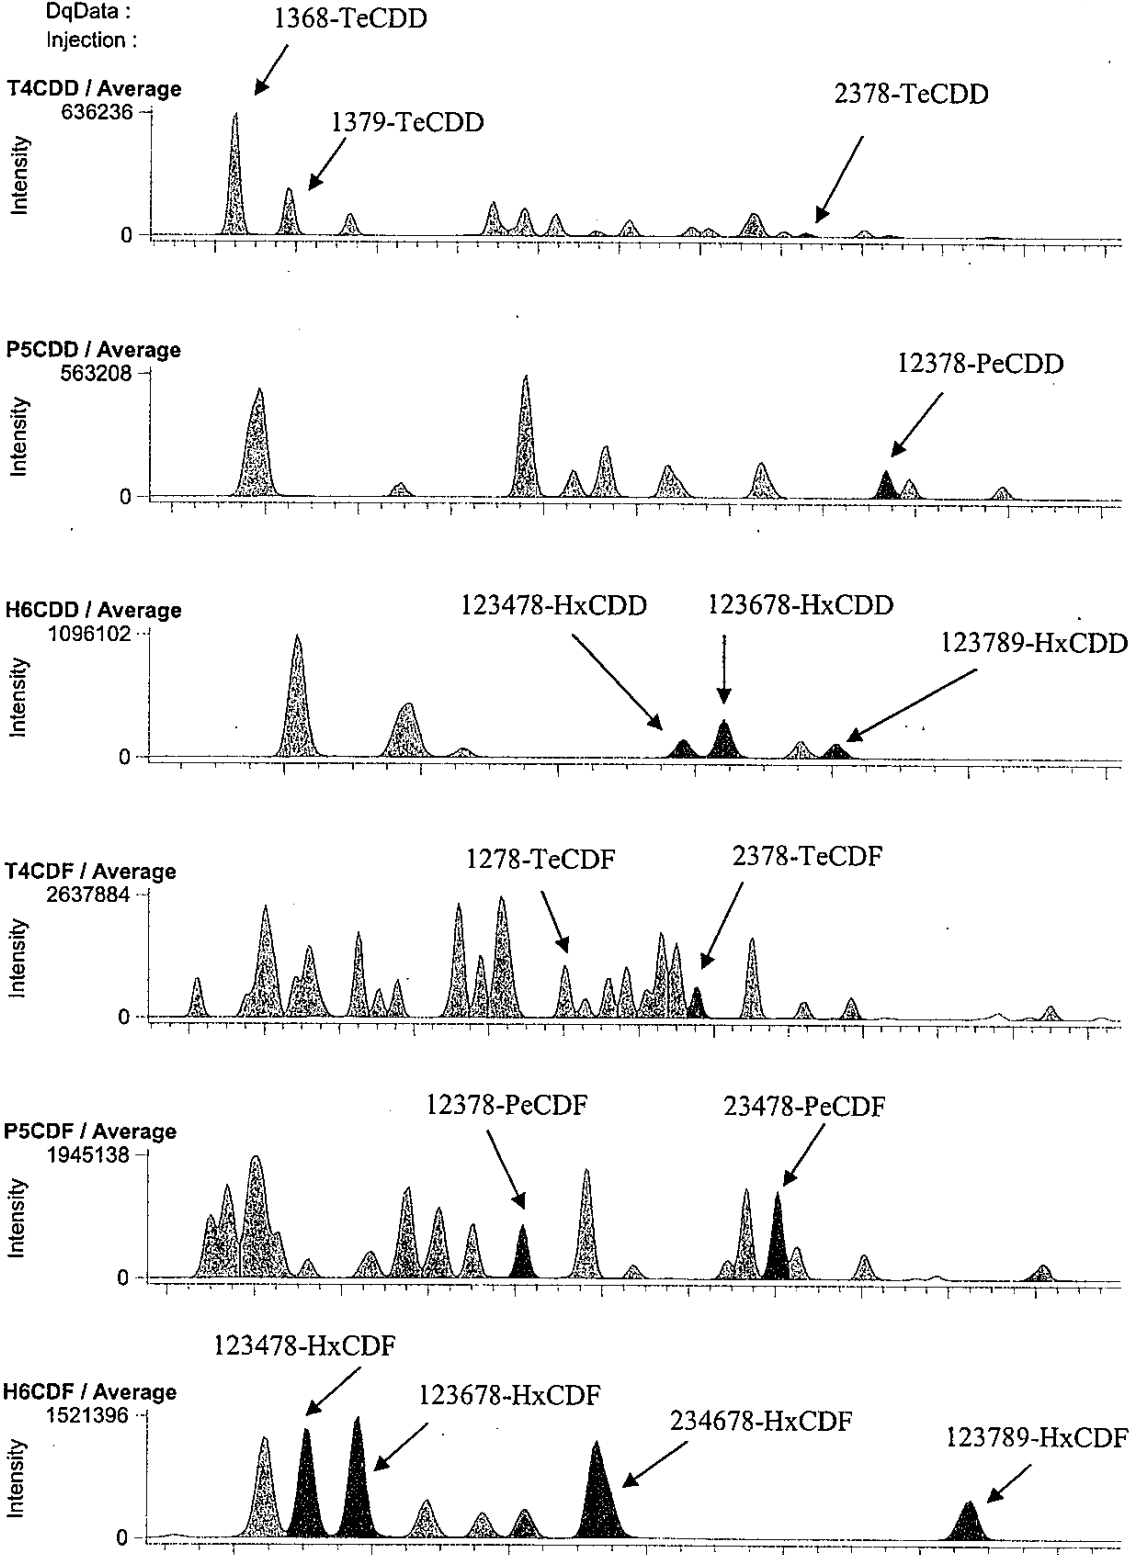 DqData :
1368-TeCDD
Injection :
T4CDD / Average
636236
1379-TeCDD
2378-TeCDD
Intensity
0
P5CDD / Average
563208
12378-PeCDD
Intensity
0
H6CDD / Average
1096102
123478-HxCDD
123678-HxCDD
123789-HxCDD
Intensity
0
T4CDF / Average
2637884
1278-TeCDF
2378-TeCDF
Intensity
0
P5CDF / Average
1945138
12378-PeCDF
23478-PeCDF
Intensity
0
123478-HxCDF
H6CDF / Average
1521396
123678-HxCDF
234678-HxCDF
123789-HxCDF
Intensity
0